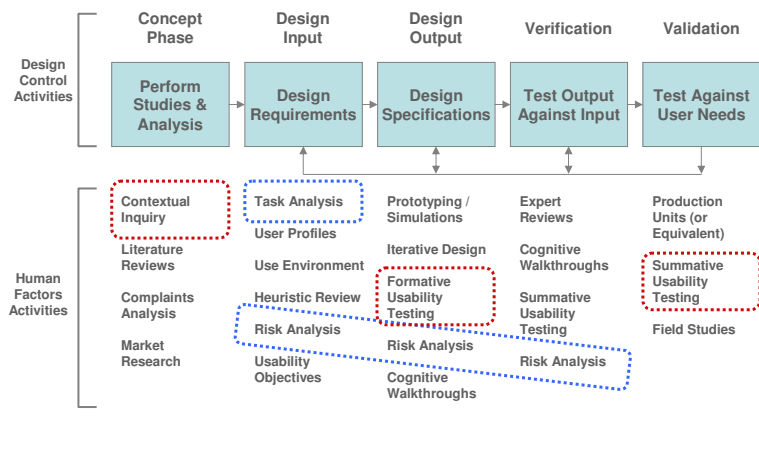 Concept
Phase
Design
Input
Design
Output
Verification
Validation
Design
Control
Activities
Perform
Studies &
Analysis
Design
Requirements
Design
Specifications
Test Output
Against Input
Test Against
User Needs
Human
Factors
Activities
Contextual
Inquiry
Literature
Reviews
Complaints
Analysis
Market
Research
Task Analysis
User Profiles
Use Environment
Heuristic Review
Risk Analysis
Usability
Objectives
Prototyping /
Simulations
Iterative Design
Formative
Usability
Testing
Risk Analysis
Cognitive
Walkthroughs
Expert
Reviews
Cognitive
Walkthroughs
Summative
Usability
Testing
Risk Analysis
Production
Units (or
Equivalent)
Summative
Usability
Testing
Field Studies